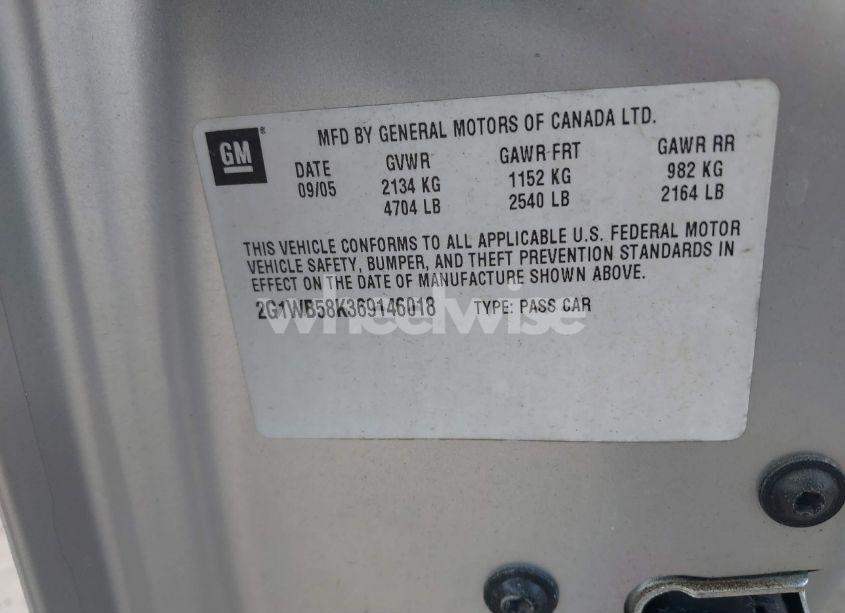 GM ®
MFD BY GENERAL MOTORS OF CANADA LTD.
DATE GVWR GAWR FRT GAWR RR
09/05 2134 KG 1152 KG 982 KG
4704 LB 2540 LB 2164 LB
THIS VEHICLE CONFORMS TO ALL APPLICABLE U.S. FEDERAL MOTOR
VEHICLE SAFETY, BUMPER, AND THEFT PREVENTION STANDARDS IN
EFFECT ON THE DATE OF MANUFACTURE SHOWN ABOVE.
2G1WB58K369146018 TYPE: PASS CAR
wheelwise